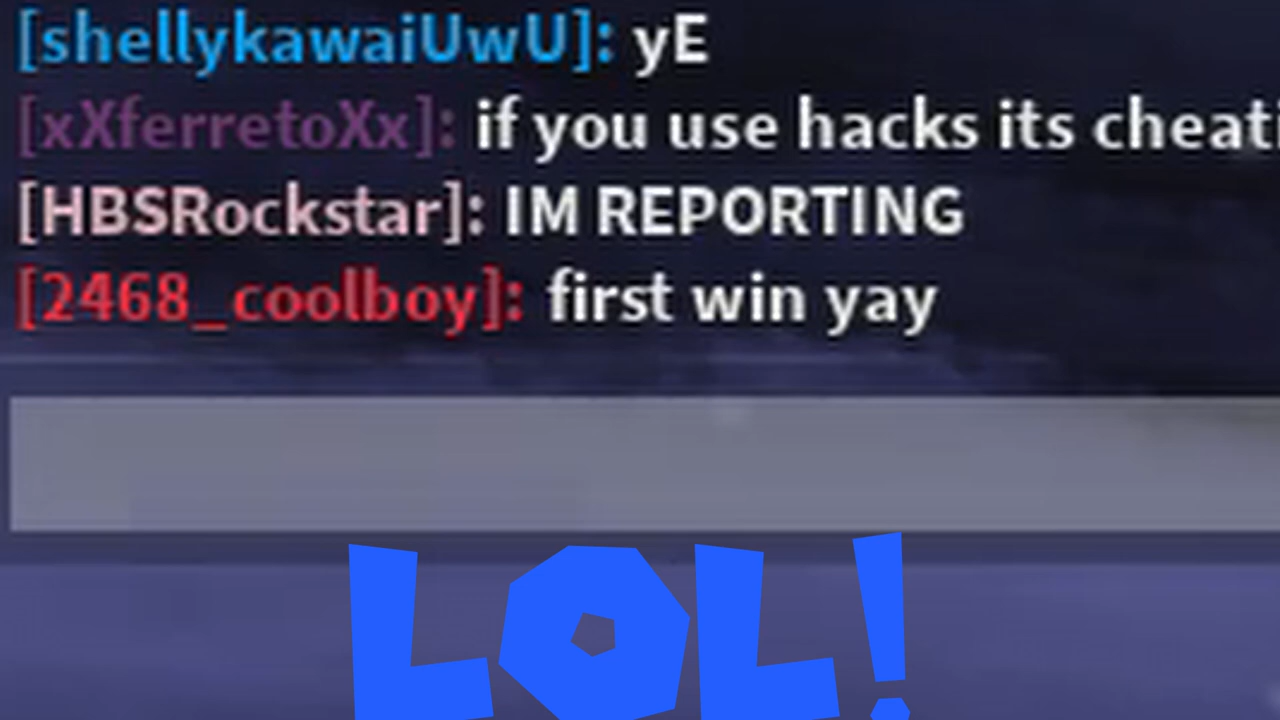 [shellykawaiUwU]: yE
[xXferretoXx]: if you use hacks its cheati
[HBSRockstar]: IM REPORTING
[2468_coolboy]: first win yay
LOL!